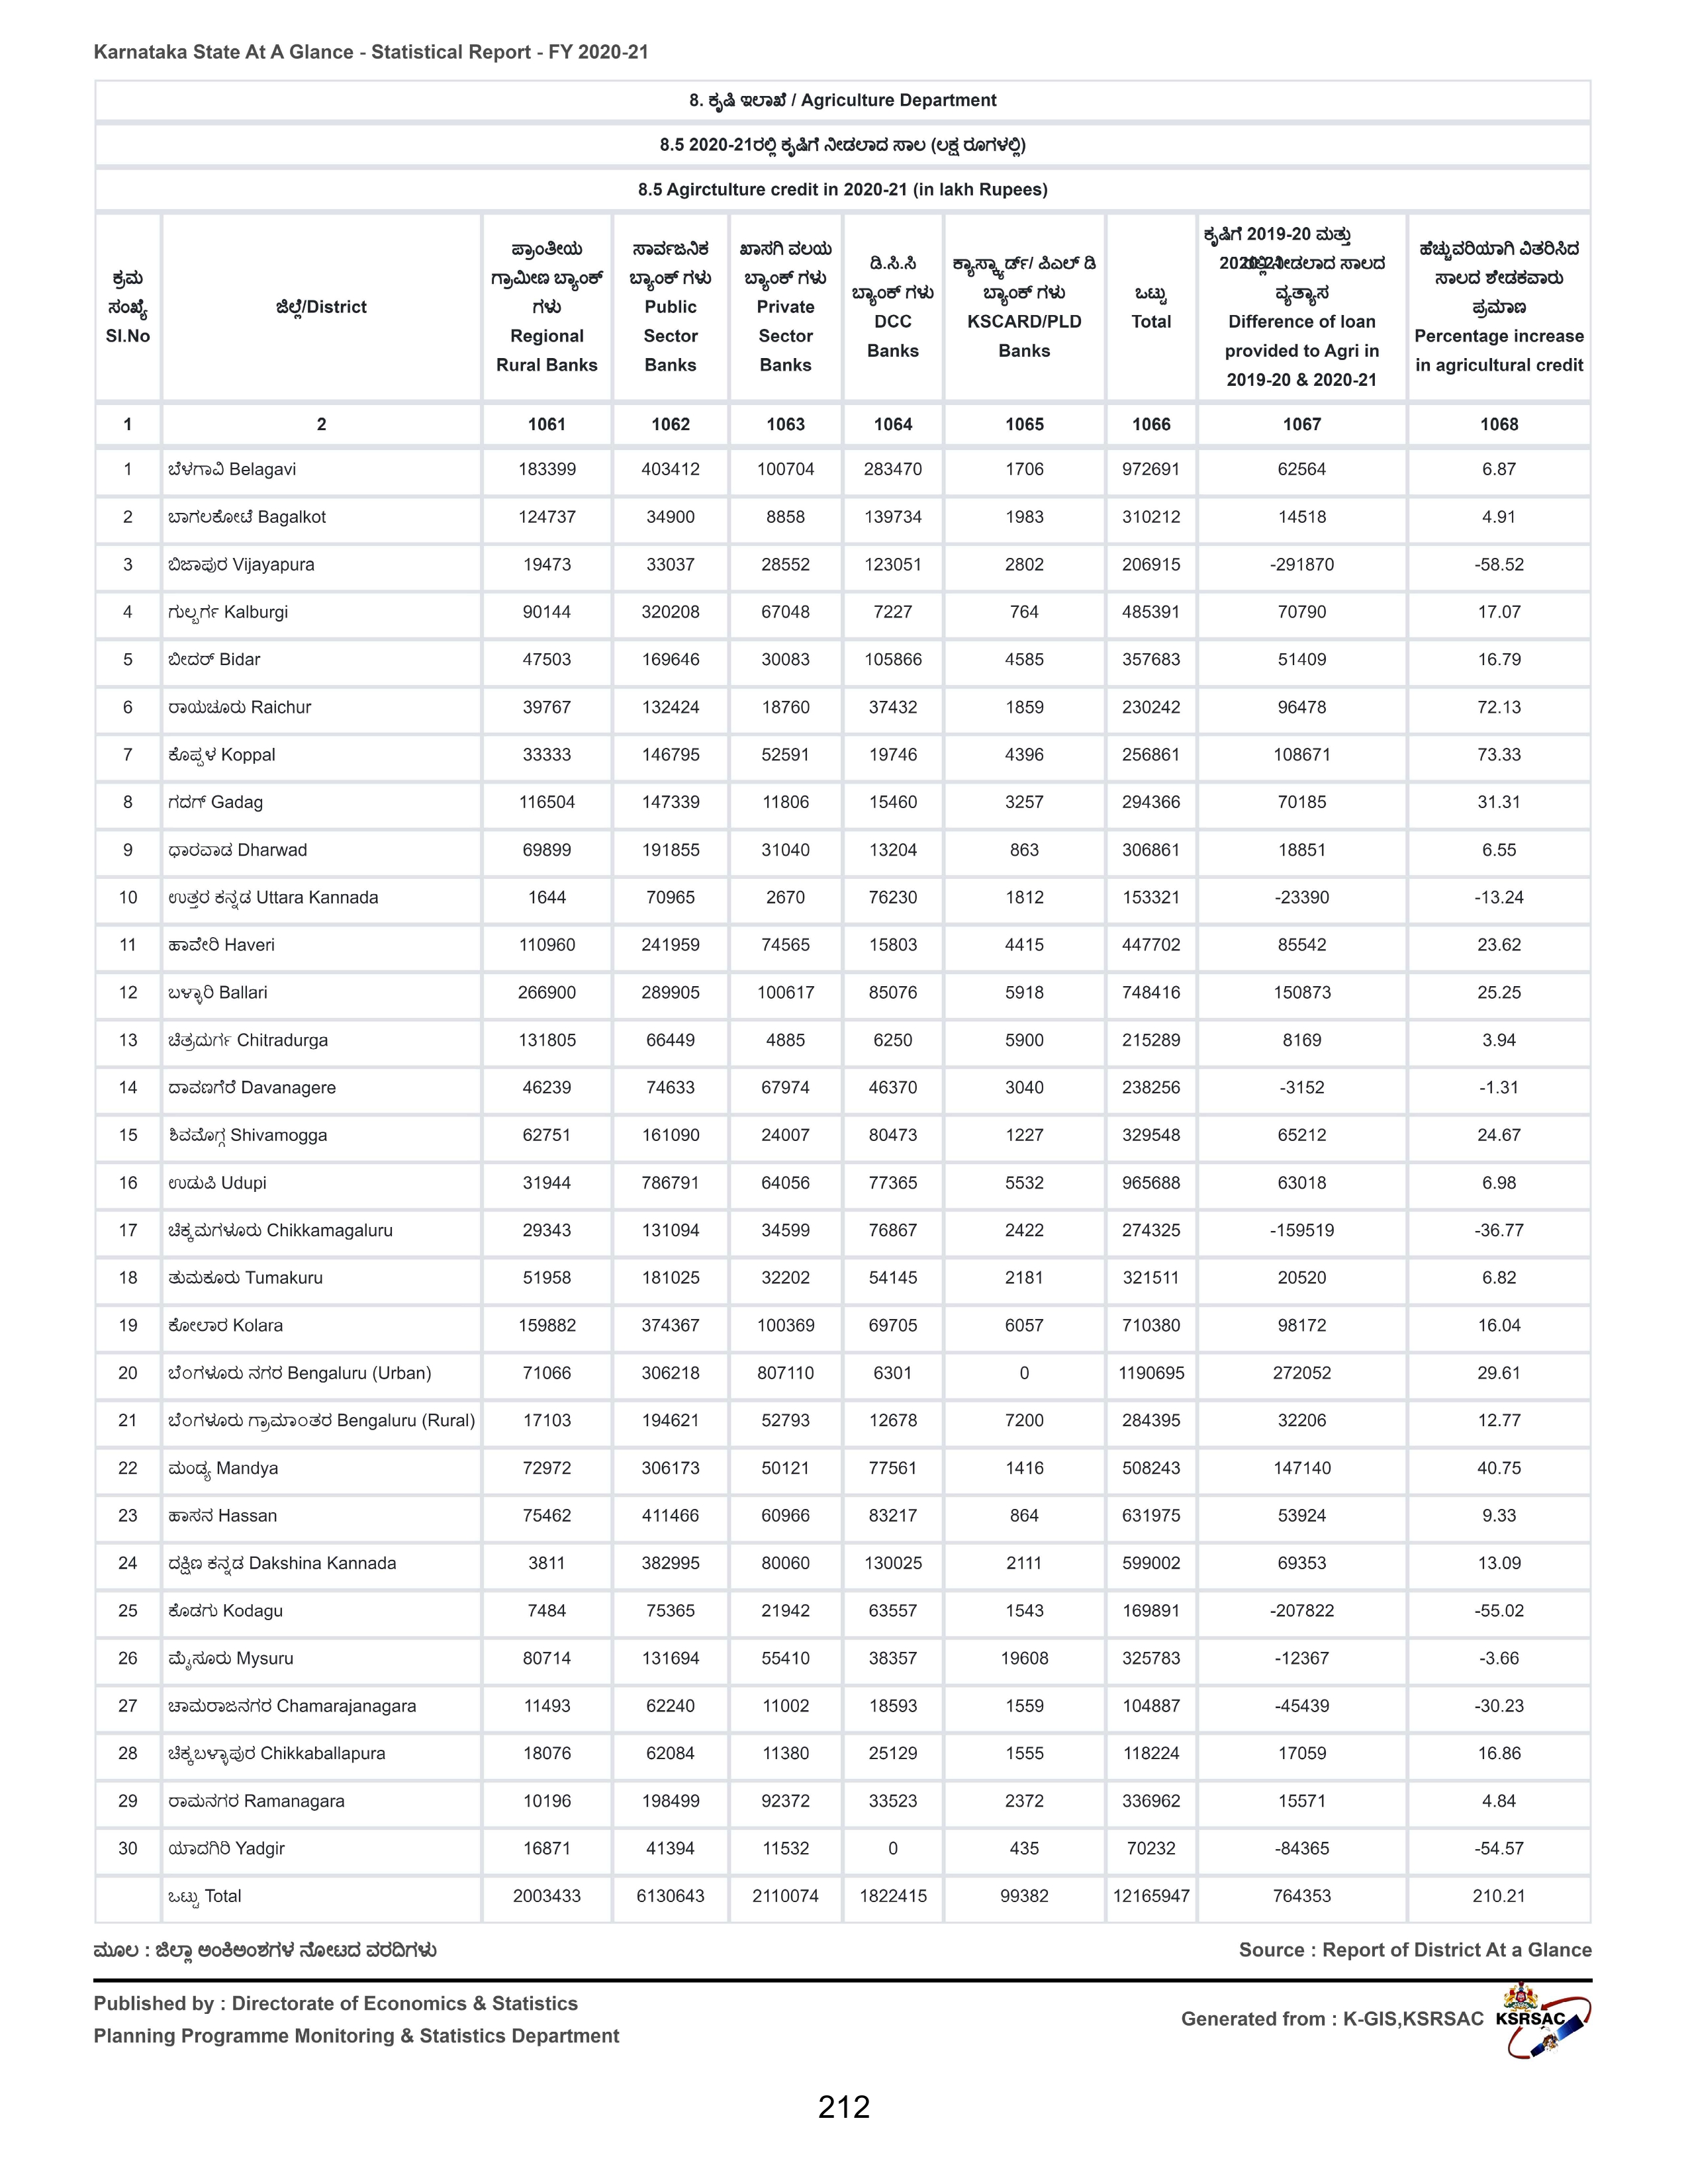 Karnataka State At A Glance - Statistical Report - FY 2020-21
8. ಕೃಷಿ ಇಲಾಖೆ / Agriculture Department
8.5 2020-21ರಲ್ಲಿ ಕೃಷಿಗೆ ನೀಡಲಾದ ಸಾಲ (ಲಕ್ಷ ರೂಗಳಲ್ಲಿ)
8.5 Agirctulture credit in 2020-21 (in lakh Rupees)
ಕ್ರಮ ಸಂಖ್ಯೆ SI.No
ಜಿಲ್ಲೆ/District
ಪ್ರಾಂತೀಯ ಗ್ರಾಮೀಣ ಬ್ಯಾಂಕ್ ಗಳು Regional Rural Banks
ಸಾರ್ವಜನಿಕ ಬ್ಯಾಂಕ್ ಗಳು Public Sector Banks
ಖಾಸಗಿ ವಲಯ ಬ್ಯಾಂಕ್ ಗಳು Private Sector Banks
ಡಿ.ಸಿ.ಸಿ ಬ್ಯಾಂಕ್ ಗಳು DCC Banks
ಕ್ಯಾಸ್ಕ್ಯಾರ್ಡ್/ ಪಿಎಲ್ ಡಿ ಬ್ಯಾಂಕ್ ಗಳು KSCARD/PLD Banks
ಒಟ್ಟು Total
ಕೃಷಿಗೆ 2019-20 ಮತ್ತು 2020-21 ನೀಡಲಾದ ಸಾಲದ ವ್ಯತ್ಯಾಸ Difference of loan provided to Agri in 2019-20 & 2020-21
ಹೆಚ್ಚುವರಿಯಾಗಿ ವಿತರಿಸಿದ ಸಾಲದ ಶೇಡಕವಾರು ಪ್ರಮಾಣ Percentage increase in agricultural credit
1 2 1061 1062 1063 1064 1065 1066 1067 1068
1 ಬೆಳಗಾವಿ Belagavi 183399 403412 100704 283470 1706 972691 62564 6.87
2 ಬಾಗಲಕೋಟೆ Bagalkot 124737 34900 8858 139734 1983 310212 14518 4.91
3 ಬಿಜಾಪುರ Vijayapura 19473 33037 28552 123051 2802 206915 -291870 -58.52
4 ಗುಲ್ಬರ್ಗ Kalburgi 90144 320208 67048 7227 764 485391 70790 17.07
5 ಬೀದರ್ Bidar 47503 169646 30083 105866 4585 357683 51409 16.79
6 ರಾಯಚೂರು Raichur 39767 132424 18760 37432 1859 230242 96478 72.13
7 ಕೊಪ್ಪಳ Koppal 33333 146795 52591 19746 4396 256861 108671 73.33
8 ಗದಗ್ Gadag 116504 147339 11806 15460 3257 294366 70185 31.31
9 ಧಾರವಾಡ Dharwad 69899 191855 31040 13204 863 306861 18851 6.55
10 ಉತ್ತರ ಕನ್ನಡ Uttara Kannada 1644 70965 2670 76230 1812 153321 -23390 -13.24
11 ಹಾವೇರಿ Haveri 110960 241959 74565 15803 4415 447702 85542 23.62
12 ಬಳ್ಳಾರಿ Ballari 266900 289905 100617 85076 5918 748416 150873 25.25
13 ಚಿತ್ರದುರ್ಗ Chitradurga 131805 66449 4885 6250 5900 215289 8169 3.94
14 ದಾವಣಗೆರೆ Davanagere 46239 74633 67974 46370 3040 238256 -3152 -1.31
15 ಶಿವಮೊಗ್ಗ Shivamogga 62751 161090 24007 80473 1227 329548 65212 24.67
16 ಉಡುಪಿ Udupi 31944 786791 64056 77365 5532 965688 63018 6.98
17 ಚಿಕ್ಕಮಗಳೂರು Chikkamagaluru 29343 131094 34599 76867 2422 274325 -159519 -36.77
18 ತುಮಕೂರು Tumakuru 51958 181025 32202 54145 2181 321511 20520 6.82
19 ಕೋಲಾರ Kolara 159882 374367 100369 69705 6057 710380 98172 16.04
20 ಬೆಂಗಳೂರು ನಗರ Bengaluru (Urban) 71066 306218 807110 6301 0 1190695 272052 29.61
21 ಬೆಂಗಳೂರು ಗ್ರಾಮಾಂತರ Bengaluru (Rural) 17103 194621 52793 12678 7200 284395 32206 12.77
22 ಮಂಡ್ಯ Mandya 72972 306173 50121 77561 1416 508243 147140 40.75
23 ಹಾಸನ Hassan 75462 411466 60966 83217 864 631975 53924 9.33
24 ದಕ್ಷಿಣ ಕನ್ನಡ Dakshina Kannada 3811 382995 80060 130025 2111 599002 69353 13.09
25 ಕೊಡಗು Kodagu 7484 75365 21942 63557 1543 169891 -207822 -55.02
26 ಮೈಸೂರು Mysuru 80714 131694 55410 38357 19608 325783 -12367 -3.66
27 ಚಾಮರಾಜನಗರ Chamarajanagara 11493 62240 11002 18593 1559 104887 -45439 -30.23
28 ಚಿಕ್ಕಬಳ್ಳಾಪುರ Chikkaballapura 18076 62084 11380 25129 1555 118224 17059 16.86
29 ರಾಮನಗರ Ramanagara 10196 198499 92372 33523 2372 336962 15571 4.84
30 ಯಾದಗಿರಿ Yadgir 16871 41394 11532 0 435 70232 -84365 -54.57
ಒಟ್ಟು Total 2003433 6130643 2110074 1822415 99382 12165947 764353 210.21
ಮೂಲ : ಜಿಲ್ಲಾ ಅಂಕಿಅಂಶಗಳ ನೋಟದ ವರದಿಗಳು Source : Report of District At a Glance
Published by : Directorate of Economics & Statistics
Planning Programme Monitoring & Statistics Department
Generated from : K-GIS,KSRSAC
KSRSAC
212